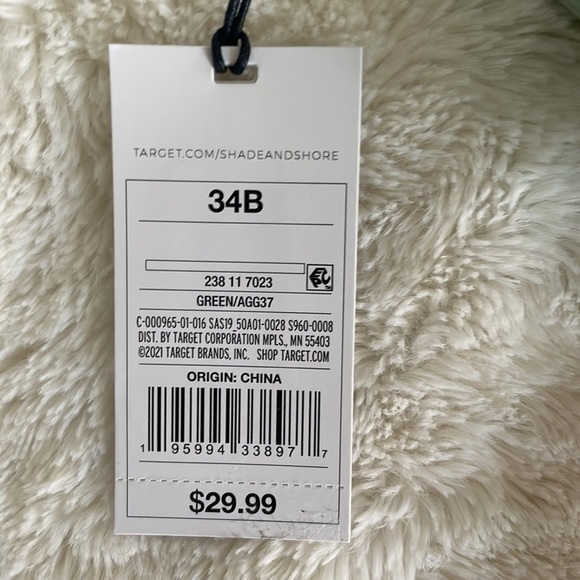 TARGET.COM/SHADEANDSHORE
34B
238 11 7023
EPC™
GREEN/AGG37
C-000965-01-016 SAS19_50A01-0028 S960-0008
DIST. BY TARGET CORPORATION MPLS., MN 55403
©2021 TARGET BRANDS, INC. SHOP TARGET.COM
ORIGIN: CHINA
1 95994 33897 7
$29.99